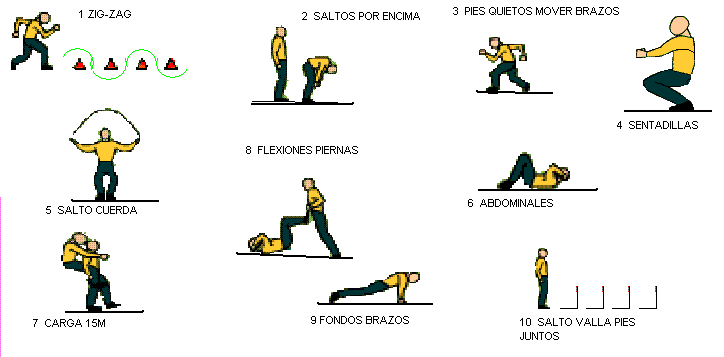 1 ZIG-ZAG
2 SALTOS POR ENCIMA
3 PIES QUIETOS MOVER BRAZOS
4 SENTADILLAS
5 SALTO CUERDA
8 FLEXIONES PIERNAS
6 ABDOMINALES
7 CARGA 15M
9 FONDOS BRAZOS
10 SALTO VALLA PIES
JUNTOS